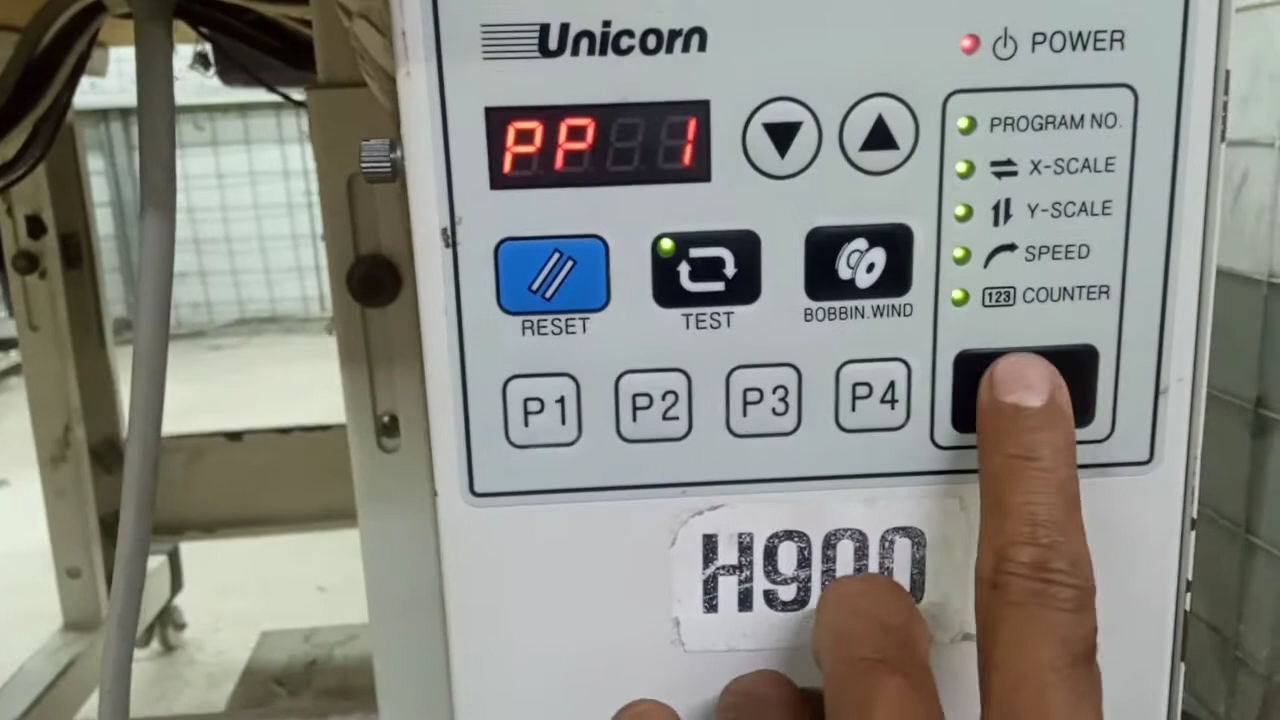 Unicorn
POWER
PP 1
PROGRAM NO.
X-SCALE
Y-SCALE
SPEED
123 COUNTER
RESET
TEST
BOBBIN.WIND
P1
P2
P3
P4
H900